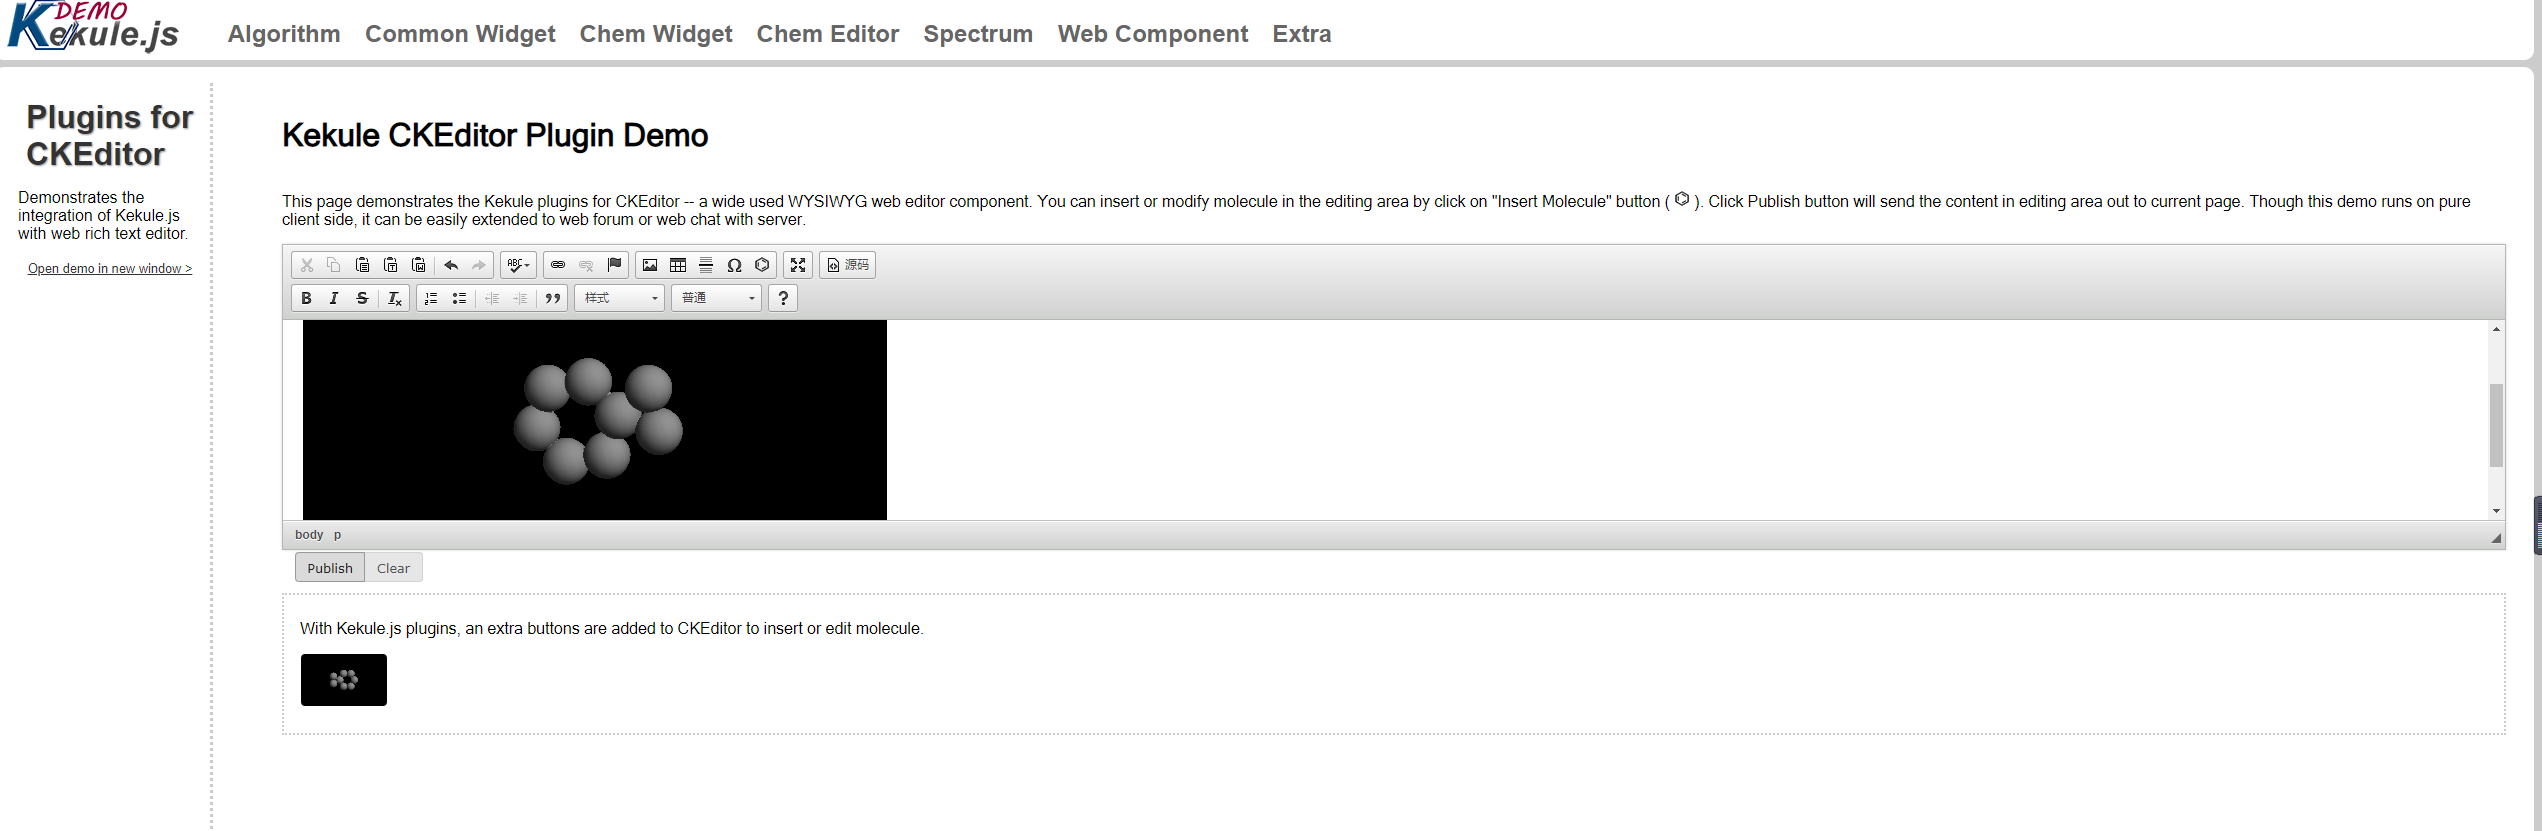 DEMO
Kekule.js
Algorithm Common Widget Chem Widget Chem Editor Spectrum Web Component Extra
Plugins for
CKEditor
Demonstrates the
integration of Kekule.js
with web rich text editor.
Open demo in new window >
Kekule CKEditor Plugin Demo
This page demonstrates the Kekule plugins for CKEditor -- a wide used WYSIWYG web editor component. You can insert or modify molecule in the editing area by click on "Insert Molecule" button ( ). Click Publish button will send the content in editing area out to current page. Though this demo runs on pure
client side, it can be easily extended to web forum or web chat with server.
ABC Ω 源码
B I S Tx 样式 普通 ?
body p
Publish Clear
With Kekule.js plugins, an extra buttons are added to CKEditor to insert or edit molecule.